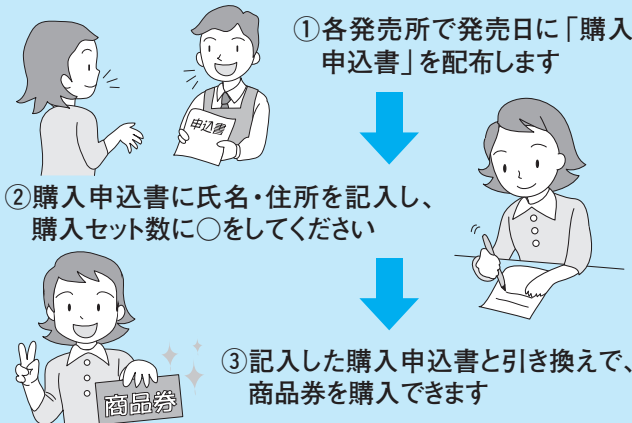 ①各発売所で発売日に「購入
申込書」を配布します
申込書
②購入申込書に氏名・住所を記入し、
購入セット数に○をしてください
③記入した購入申込書と引き換えで、
商品券を購入できます
商品券